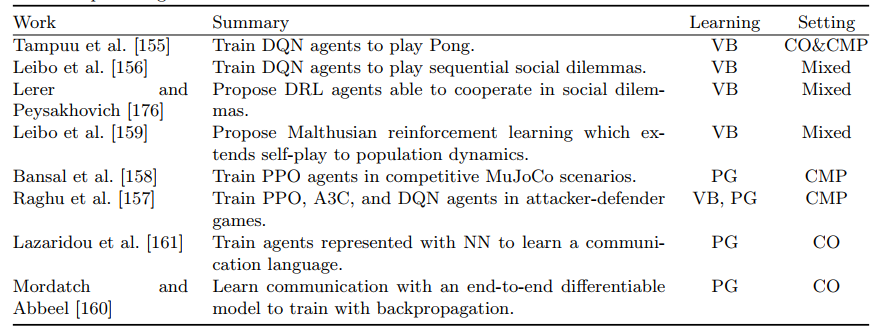 Work Summary Learning Setting
Tampuu et al. [155] Train DQN agents to play Pong. VB CO&CMP
Leibo et al. [156] Train DQN agents to play sequential social dilemmas. VB Mixed
Lerer and Propose DRL agents able to cooperate in social dilem- VB Mixed
Peysakhovich [176] mas.
Leibo et al. [159] Propose Malthusian reinforcement learning which ex- VB Mixed
tends self-play to population dynamics.
Bansal et al. [158] Train PPO agents in competitive MuJoCo scenarios. PG CMP
Raghu et al. [157] Train PPO, A3C, and DQN agents in attacker-defender VB, PG CMP
games.
Lazaridou et al. [161] Train agents represented with NN to learn a communi- PG CO
cation language.
Mordatch and Learn communication with an end-to-end differentiable PG CO
Abbeel [160] model to train with backpropagation.